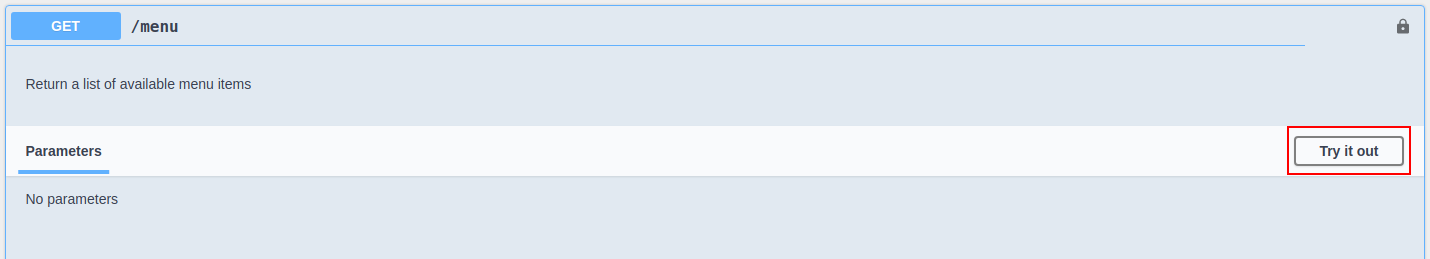 GET /menu
Return a list of available menu items
Parameters Try it out
No parameters